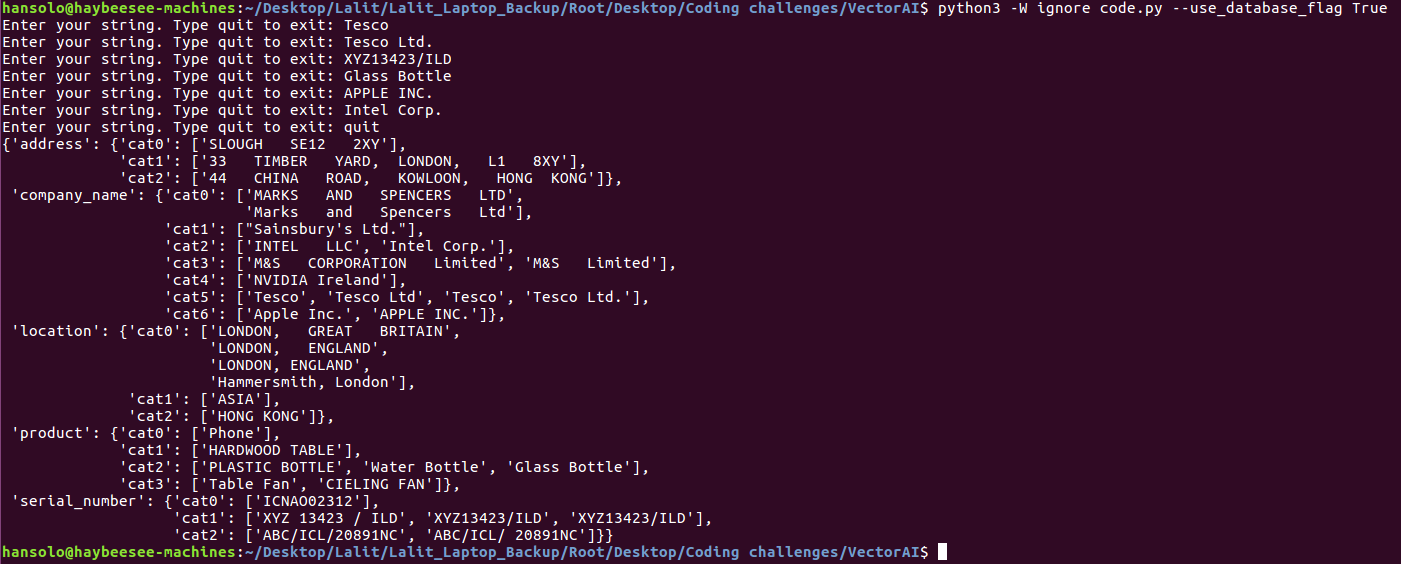 hansolo@haybeesee-machines:~/Desktop/Lalit/Lalit_Laptop_Backup/Root/Desktop/Coding challenges/VectorAI$ python3 -W ignore code.py --use_database_flag True
Enter your string. Type quit to exit: Tesco
Enter your string. Type quit to exit: Tesco Ltd.
Enter your string. Type quit to exit: XYZ13423/ILD
Enter your string. Type quit to exit: Glass Bottle
Enter your string. Type quit to exit: APPLE INC.
Enter your string. Type quit to exit: Intel Corp.
Enter your string. Type quit to exit: quit
{'address': {'cat0': ['SLOUGH   SE12   2XY'],
             'cat1': ['33   TIMBER   YARD,  LONDON,   L1   8XY'],
             'cat2': ['44   CHINA   ROAD,   KOWLOON,   HONG  KONG']},
 'company_name': {'cat0': ['MARKS   AND   SPENCERS   LTD',
                           'Marks   and   Spencers   Ltd'],
                  'cat1': ["Sainsbury's Ltd."],
                  'cat2': ['INTEL   LLC', 'Intel Corp.'],
                  'cat3': ['M&S   CORPORATION   Limited', 'M&S   Limited'],
                  'cat4': ['NVIDIA Ireland'],
                  'cat5': ['Tesco', 'Tesco Ltd', 'Tesco', 'Tesco Ltd.'],
                  'cat6': ['Apple Inc.', 'APPLE INC.']},
 'location': {'cat0': ['LONDON,   GREAT   BRITAIN',
                       'LONDON,   ENGLAND',
                       'LONDON, ENGLAND',
                       'Hammersmith, London'],
              'cat1': ['ASIA'],
              'cat2': ['HONG KONG']},
 'product': {'cat0': ['Phone'],
             'cat1': ['HARDWOOD TABLE'],
             'cat2': ['PLASTIC BOTTLE', 'Water Bottle', 'Glass Bottle'],
             'cat3': ['Table Fan', 'CIELING FAN']},
 'serial_number': {'cat0': ['ICNAO02312'],
                   'cat1': ['XYZ 13423 / ILD', 'XYZ13423/ILD', 'XYZ13423/ILD'],
                   'cat2': ['ABC/ICL/20891NC', 'ABC/ICL/ 20891NC']}}
hansolo@haybeesee-machines:~/Desktop/Lalit/Lalit_Laptop_Backup/Root/Desktop/Coding challenges/VectorAI$